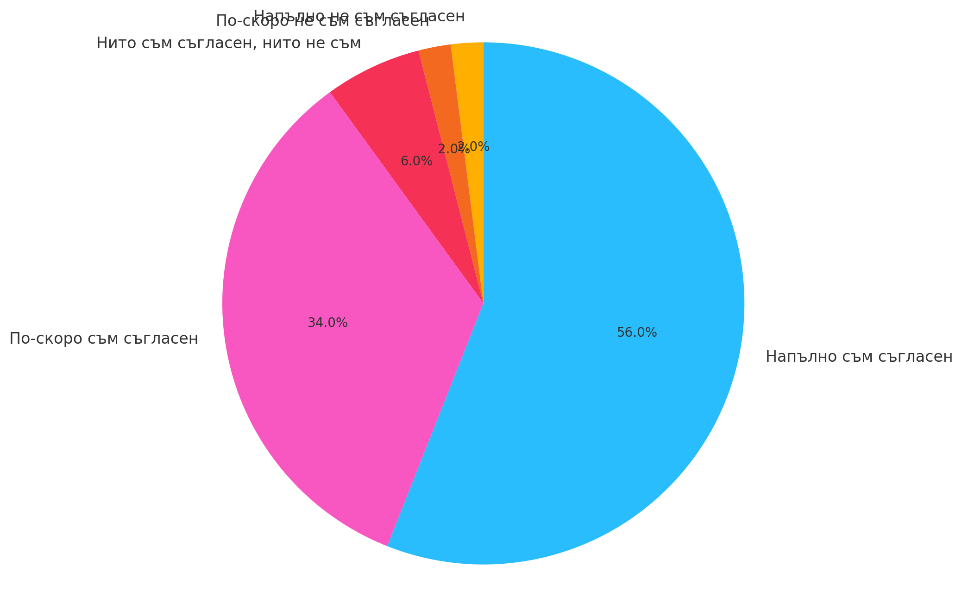 Напълно не съм съгласен
По-скоро не съм съгласен
Нито съм съгласен, нито не съм
2.0%
2.0%
6.0%
34.0%
56.0%
По-скоро съм съгласен
Напълно съм съгласен